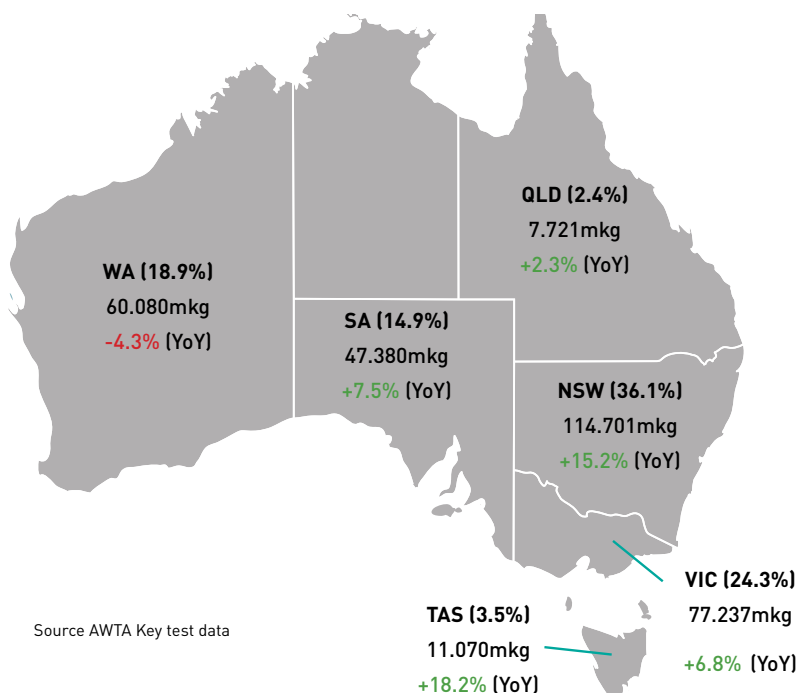 QLD (2.4%)
7.721mkg
+2.3% (YoY)
WA (18.9%)
60.080mkg
-4.3% (YoY)
SA (14.9%)
47.380mkg
+7.5% (YoY)
NSW (36.1%)
114.701mkg
+15.2% (YoY)
VIC (24.3%)
77.237mkg
+6.8% (YoY)
TAS (3.5%)
11.070mkg
+18.2% (YoY)
Source AWTA Key test data